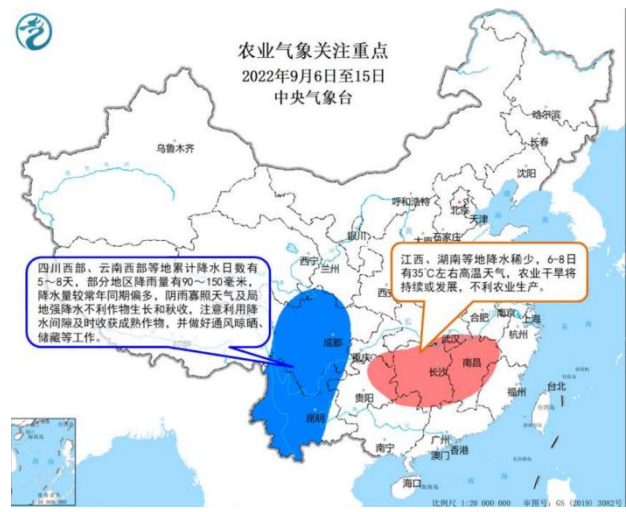 农业气象关注重点
2022年9月6日至15日
中央气象台
哈尔滨
长春
乌鲁木齐
沈阳
呼和浩特
北京
天津
银川
石家庄
太原
西宁
兰州
四川西部、云南西部等地累计降水日数有
5～8天，部分地区降雨量有90～150毫米，
降水量较常年同期偏多，阴雨寡照天气及局
地强降水不利作物生长和秋收，注意利用降
水间隙及时收获成熟作物，并做好通风晾晒、
储藏等工作。
江西、湖南等地降水稀少，6-8日
有35℃左右高温天气，农业干旱将
持续或发展，不利农业生产。
西安
合肥
南京
上海
成都
武汉
杭州
重庆
长沙
南昌
贵阳
福州
台北
昆明
南宁
广州
香港
澳门
海口
比例尺 1:20 000 000 审图号: GS (2019) 3082号